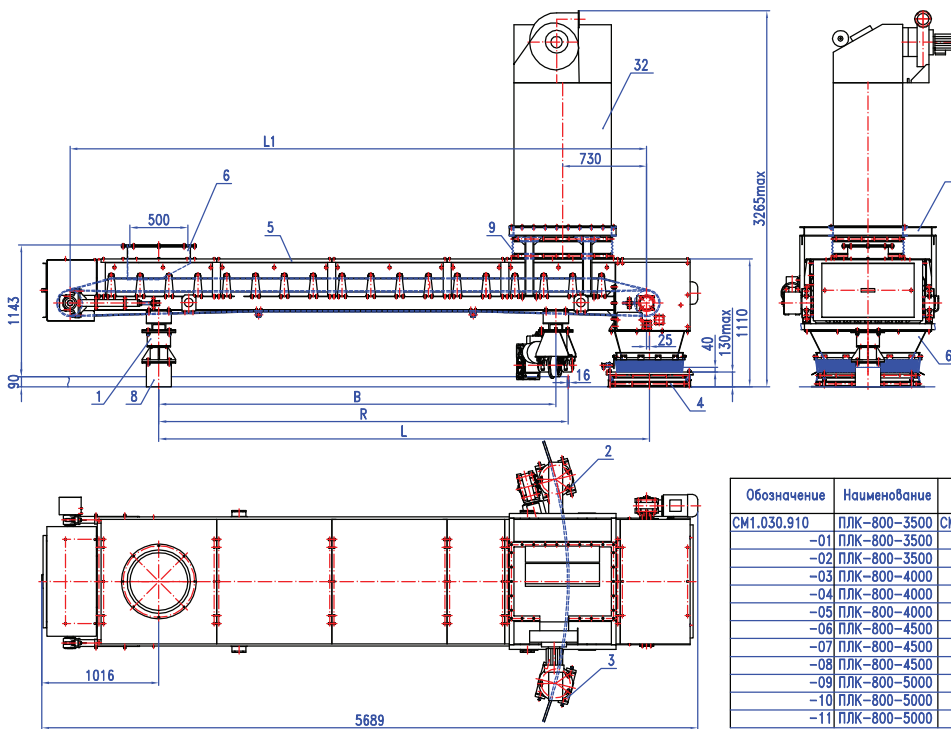 32
L1
730
6
500
5
9
3265max
1143
1110
130max
40
25
90
16
1
8
B
4
6
R
L
2
3
1016
5689
Обозначение Наименование
СМ1.030.910 ПЛК-800-3500
-01 ПЛК-800-3500
-02 ПЛК-800-3500
-03 ПЛК-800-4000
-04 ПЛК-800-4000
-05 ПЛК-800-4000
-06 ПЛК-800-4500
-07 ПЛК-800-4500
-08 ПЛК-800-4500
-09 ПЛК-800-5000
-10 ПЛК-800-5000
-11 ПЛК-800-5000